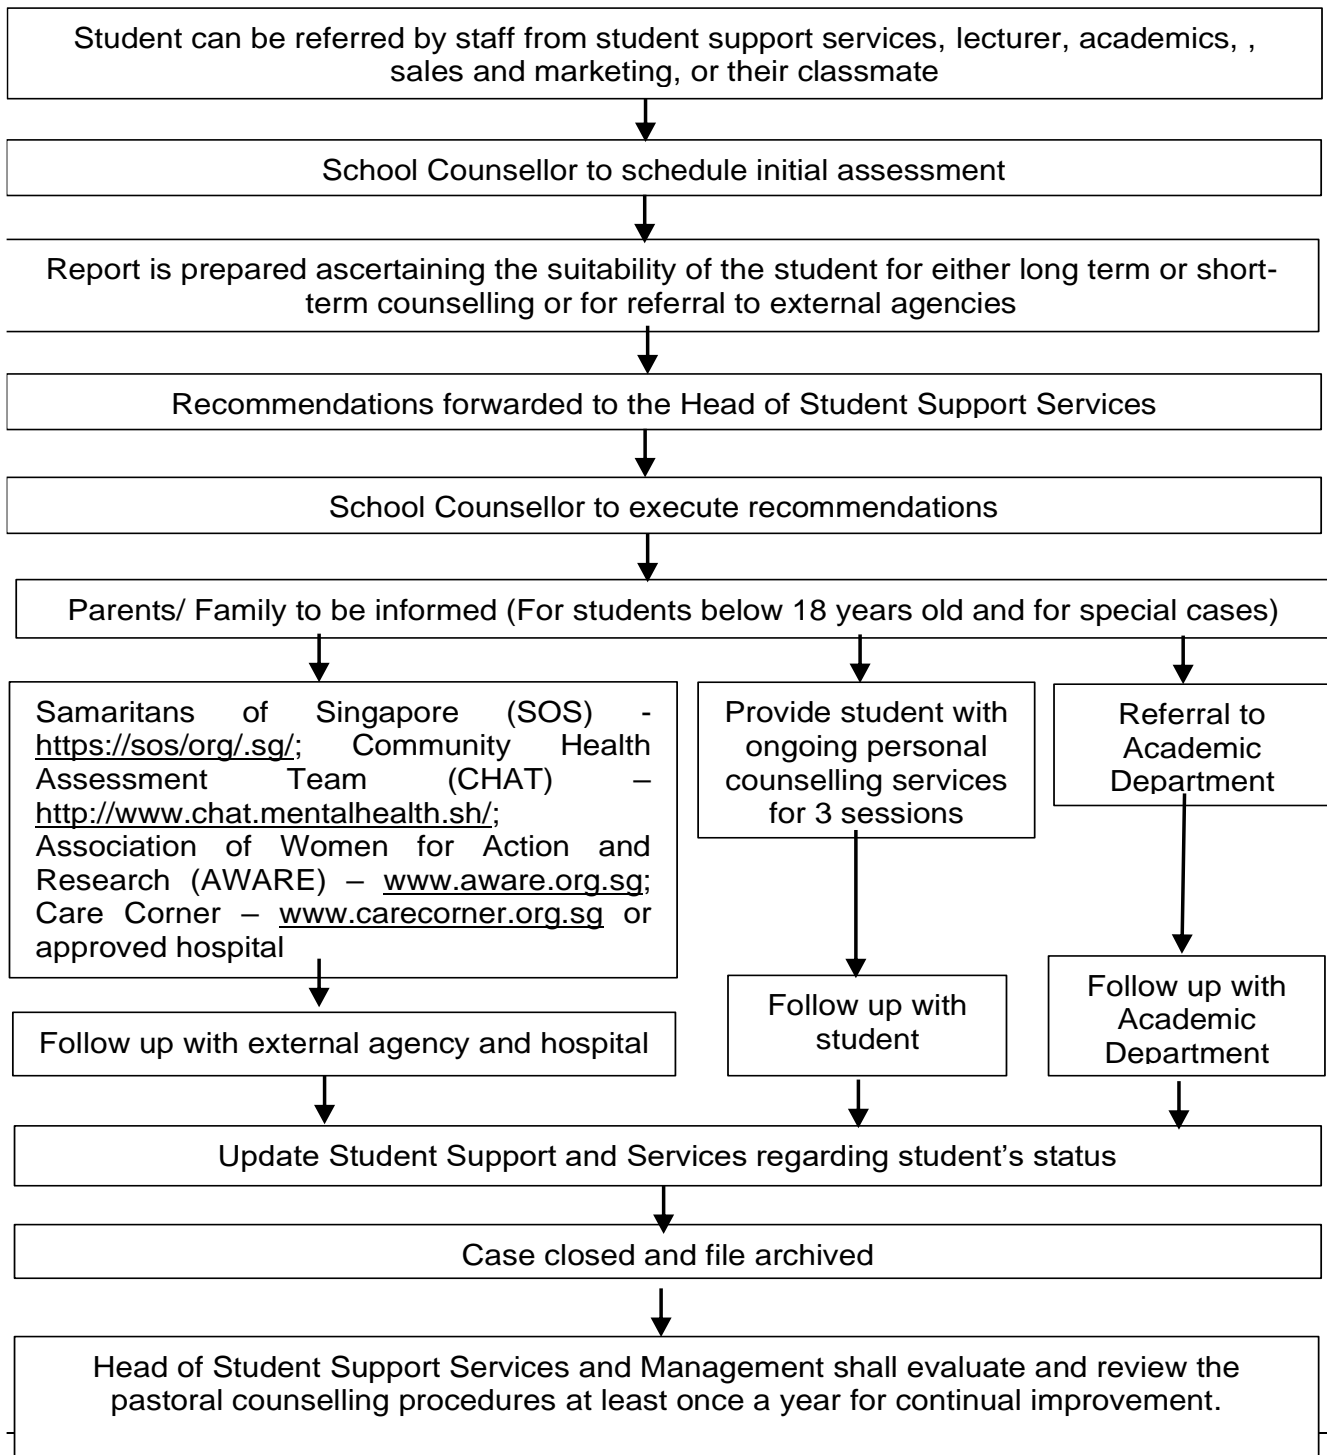 Student can be referred by staff from student support services, lecturer, academics, ,
sales and marketing, or their classmate
School Counsellor to schedule initial assessment
Report is prepared ascertaining the suitability of the student for either long term or short-
term counselling or for referral to external agencies
Recommendations forwarded to the Head of Student Support Services
School Counsellor to execute recommendations
Parents/ Family to be informed (For students below 18 years old and for special cases)
Samaritans of Singapore (SOS) -
https://sos/org/.sg/; Community Health
Assessment Team (CHAT) –
http://www.chat.mentalhealth.sh/;
Association of Women for Action and
Research (AWARE) – www.aware.org.sg;
Care Corner – www.carecorner.org.sg or
approved hospital
Provide student with
ongoing personal
counselling services
for 3 sessions
Referral to
Academic
Department
Follow up with external agency and hospital
Follow up with
student
Follow up with
Academic
Department
Update Student Support and Services regarding student’s status
Case closed and file archived
Head of Student Support Services and Management shall evaluate and review the
pastoral counselling procedures at least once a year for continual improvement.